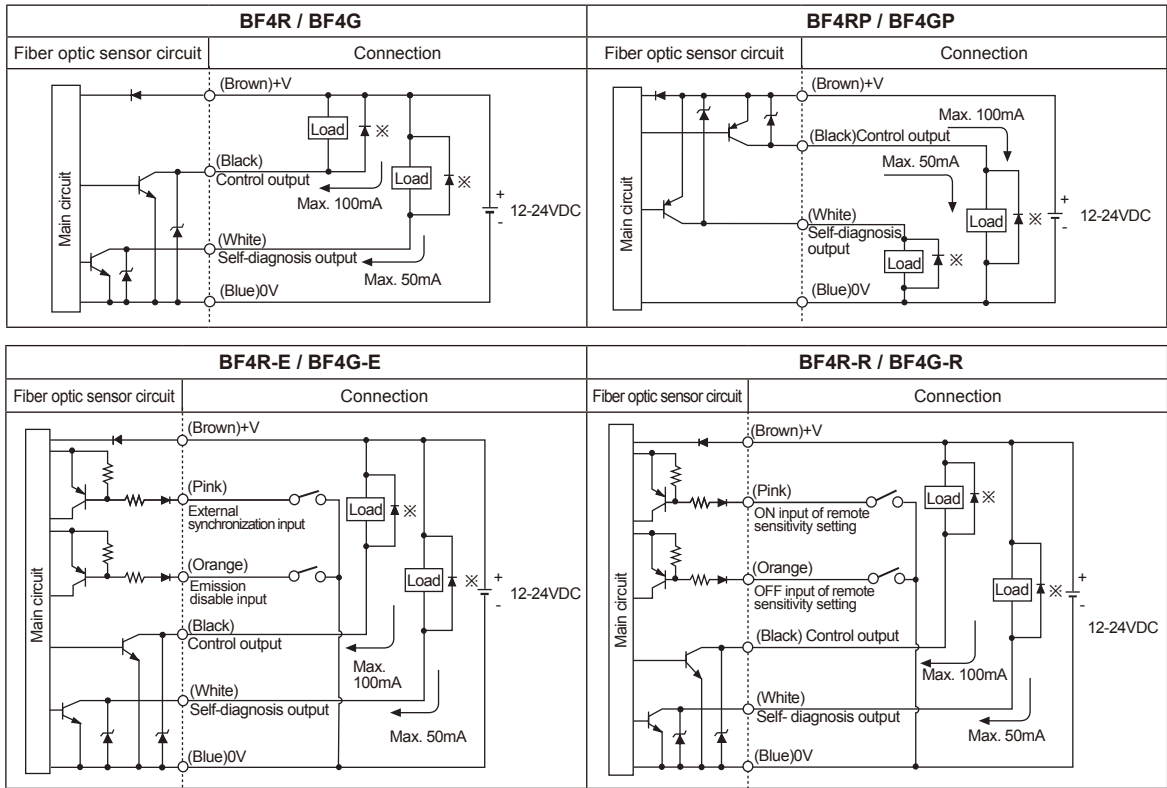 BF4R / BF4G
Fiber optic sensor circuit
Connection
(Brown)+V
Load
※
(Black)
Control output
Max. 100mA
Load
※
(White)
Self-diagnosis output
Max. 50mA
(Blue)0V
Main circuit
+
-
12-24VDC
BF4RP / BF4GP
Fiber optic sensor circuit
Connection
(Brown)+V
Max. 100mA
(Black)Control output
Max. 50mA
(White)
Self-diagnosis
output
Load
※
Load
※
(Blue)0V
Main circuit
+
-
12-24VDC
BF4R-E / BF4G-E
Fiber optic sensor circuit
Connection
(Brown)+V
(Pink)
External
synchronization input
Load
※
(Orange)
Emission
disable input
Load
※
(Black)
Control output
Max.
100mA
(White)
Self-diagnosis output
Max. 50mA
(Blue)0V
Main circuit
+
-
12-24VDC
BF4R-R / BF4G-R
Fiber optic sensor circuit
Connection
(Brown)+V
(Pink)
ON input of remote
sensitivity setting
Load
※
(Orange)
OFF input of remote
sensitivity setting
Load
※
(Black) Control output
Max. 100mA
(White)
Self- diagnosis output
Max. 50mA
(Blue)0V
Main circuit
+
-
12-24VDC